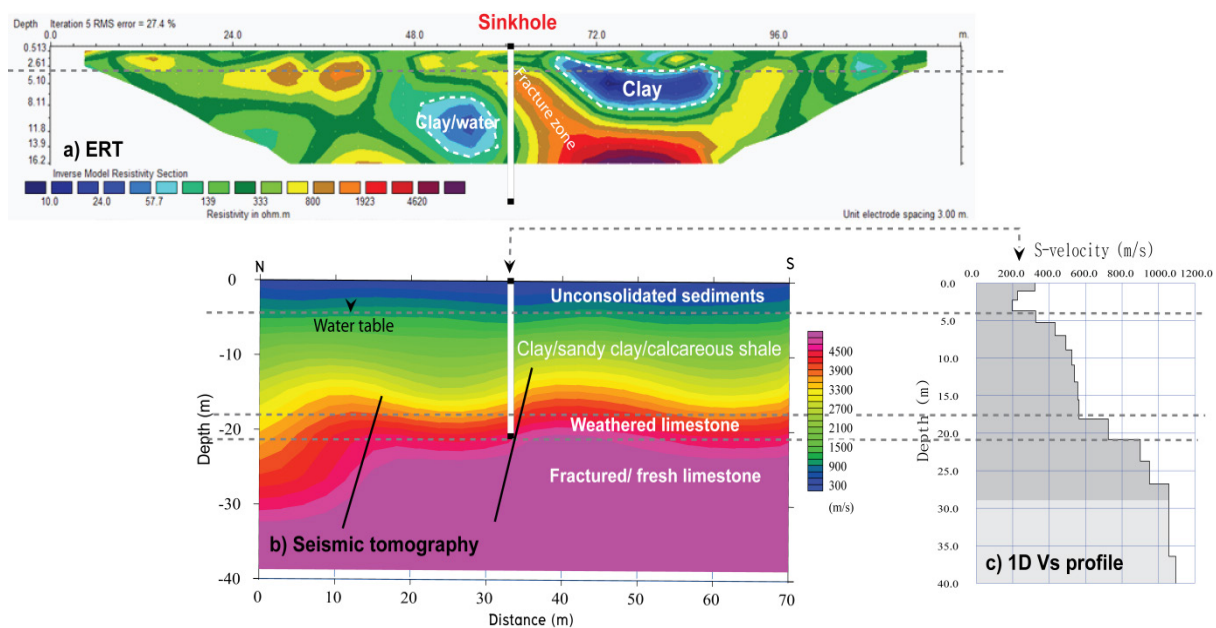 Sinkhole
Depth Iteration 5 RMS error = 27.4 %
0.0 24.0 48.0 72.0 96.0 m.
0.513
2.61
5.10
8.11
11.8
13.9
16.2
Fracture zone
Clay
Clay/water
a) ERT
Inverse Model Resistivity Section
10.0 24.0 57.7 139 333 800 1923 4620
Resistivity in ohm.m
Unit electrode spacing 3.00 m.
N S
0
-10
-20
-30
-40
Depth (m)
Unconsolidated sediments
Water table
Clay/sandy clay/calcareous shale
Weathered limestone
Fractured/ fresh limestone
b) Seismic tomography
0 10 20 30 40 50 60 70
Distance (m)
4500
3900
3300
2700
2100
1500
900
300
(m/s)
S-velocity (m/s)
0.0 200.0 400.0 600.0 800.0 1000.0 1200.0
0.0
5.0
10.0
15.0
20.0
25.0
30.0
35.0
40.0
Depth (m)
c) 1D Vs profile